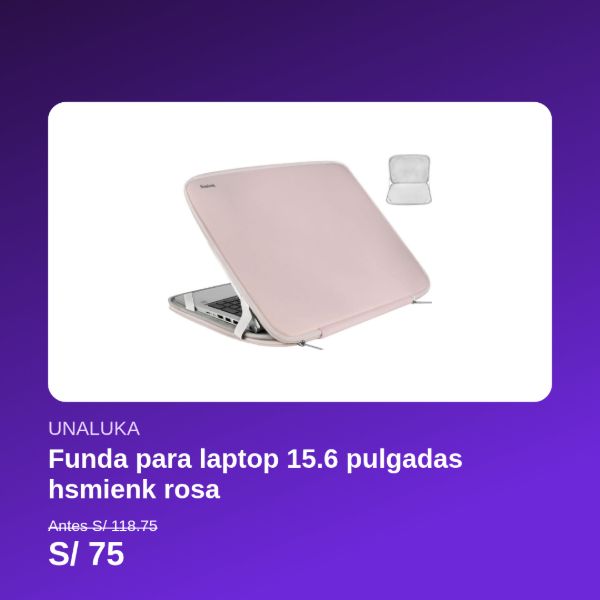 UNALUKA
Funda para laptop 15.6 pulgadas
hsmienk rosa
Antes S/ 118.75
S/ 75